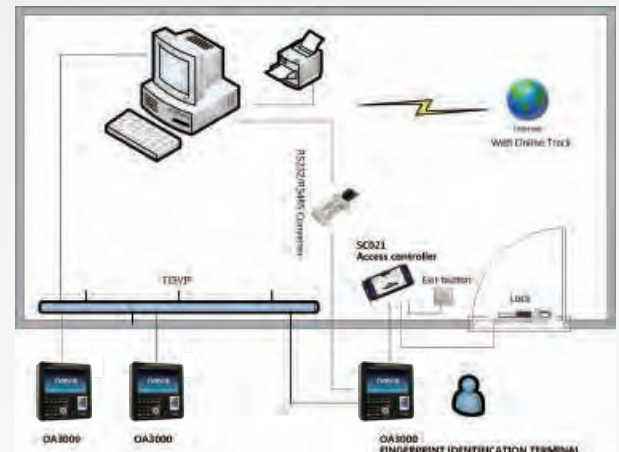 Internet
With Online Track
RS232/RS485 Converter
SC021
Access controller
Exit button
Lock
TCP/IP
OA3000
OA3000
OA3000
FINGERPRINT IDENTIFICATION TERMINAL